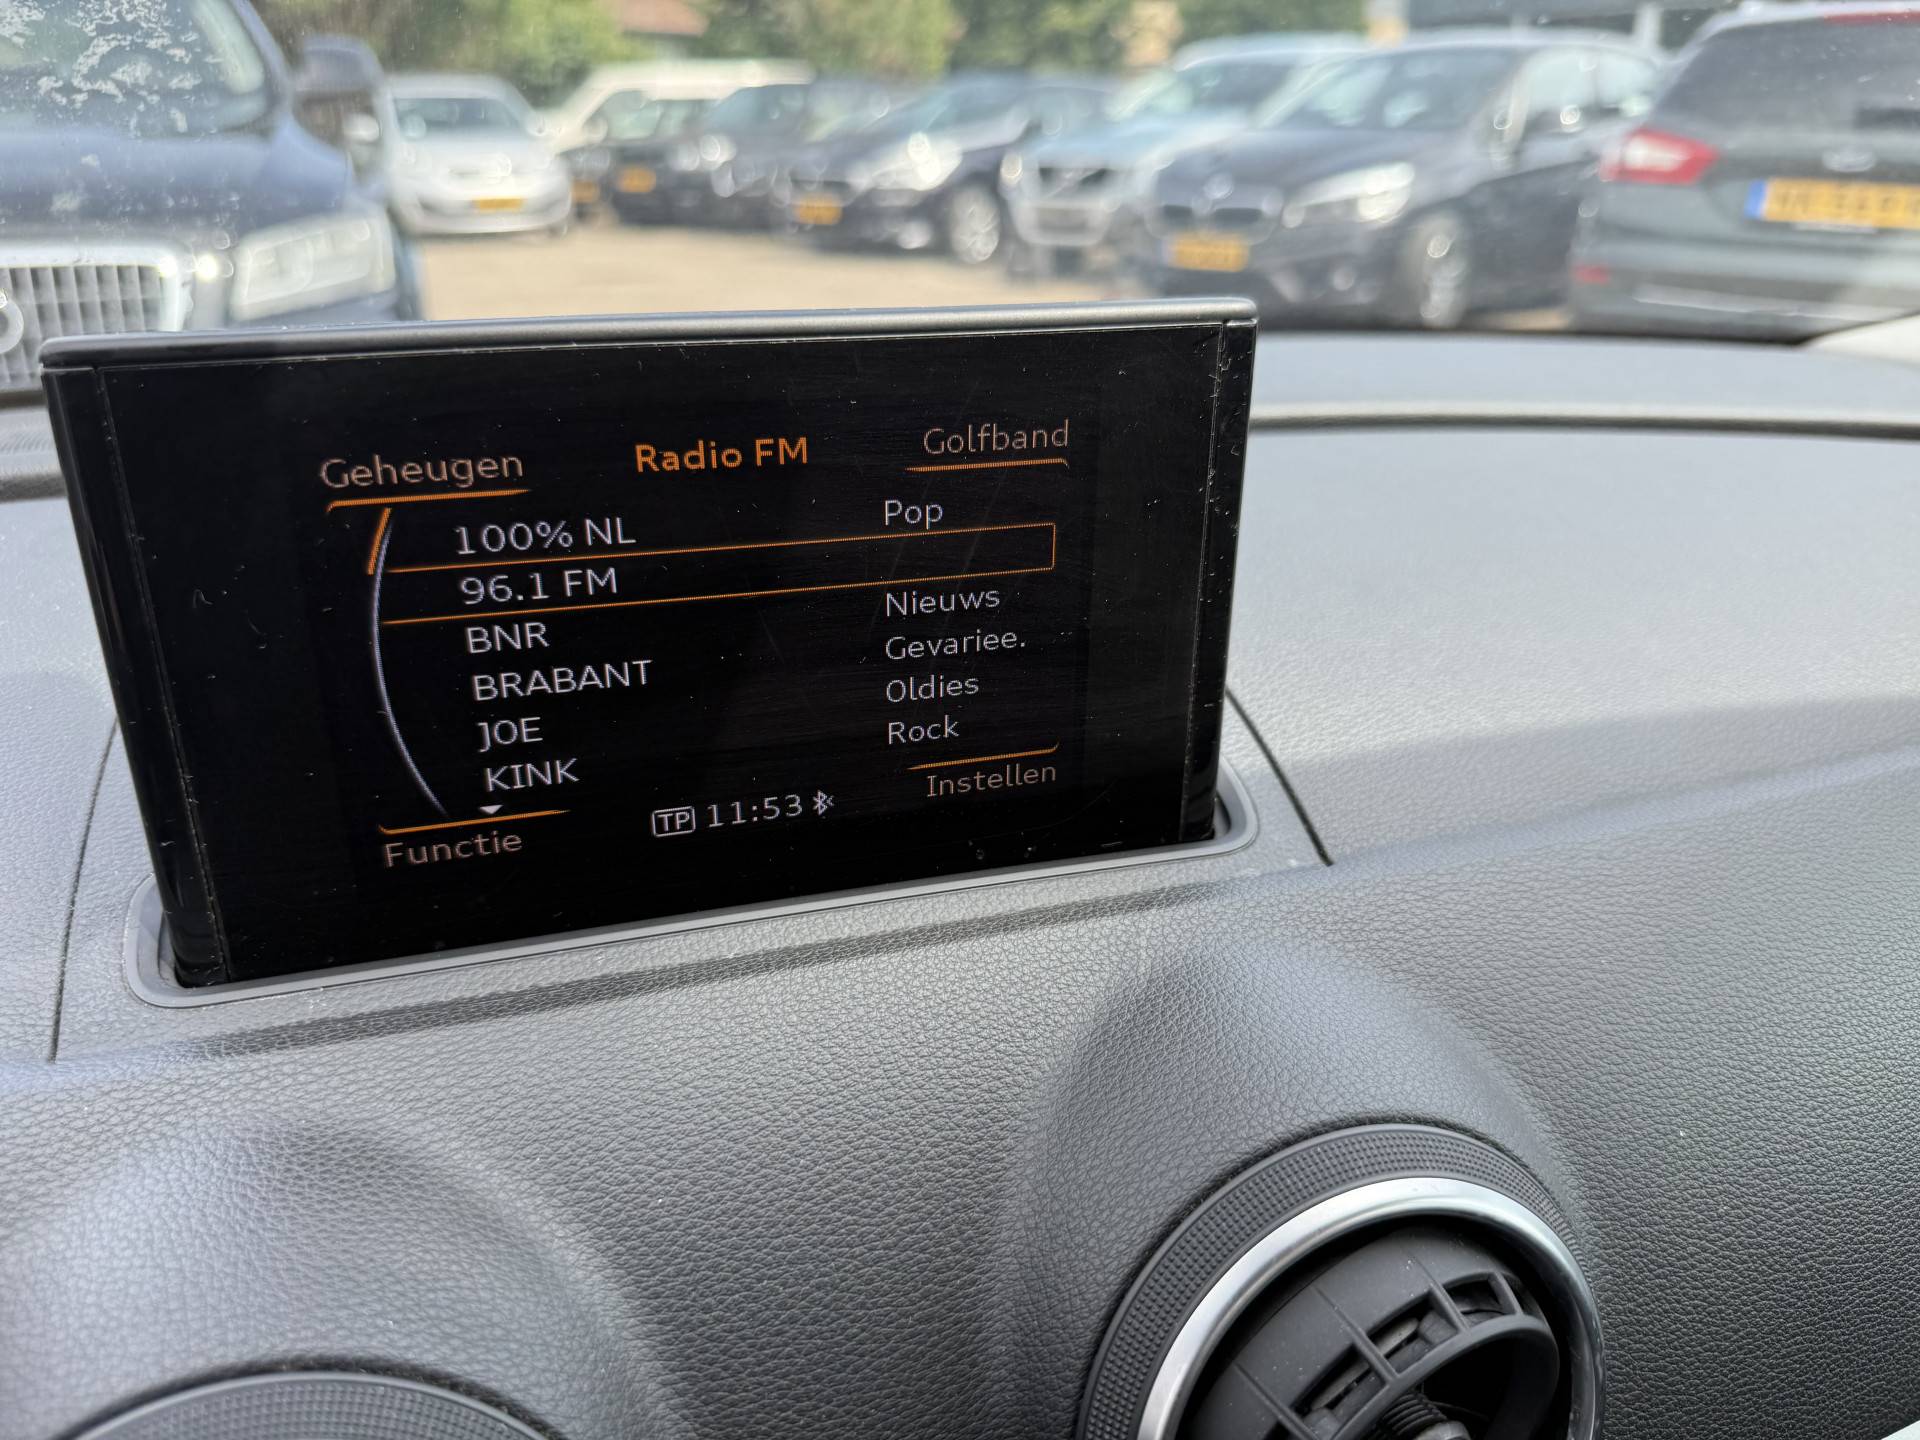 Geheugen Radio FM Golfband
100% NL Pop
96.1 FM
BNR Nieuws
BRABANT Gevariee.
JOE Oldies
KINK Rock
Functie TP 11:53 Instellen